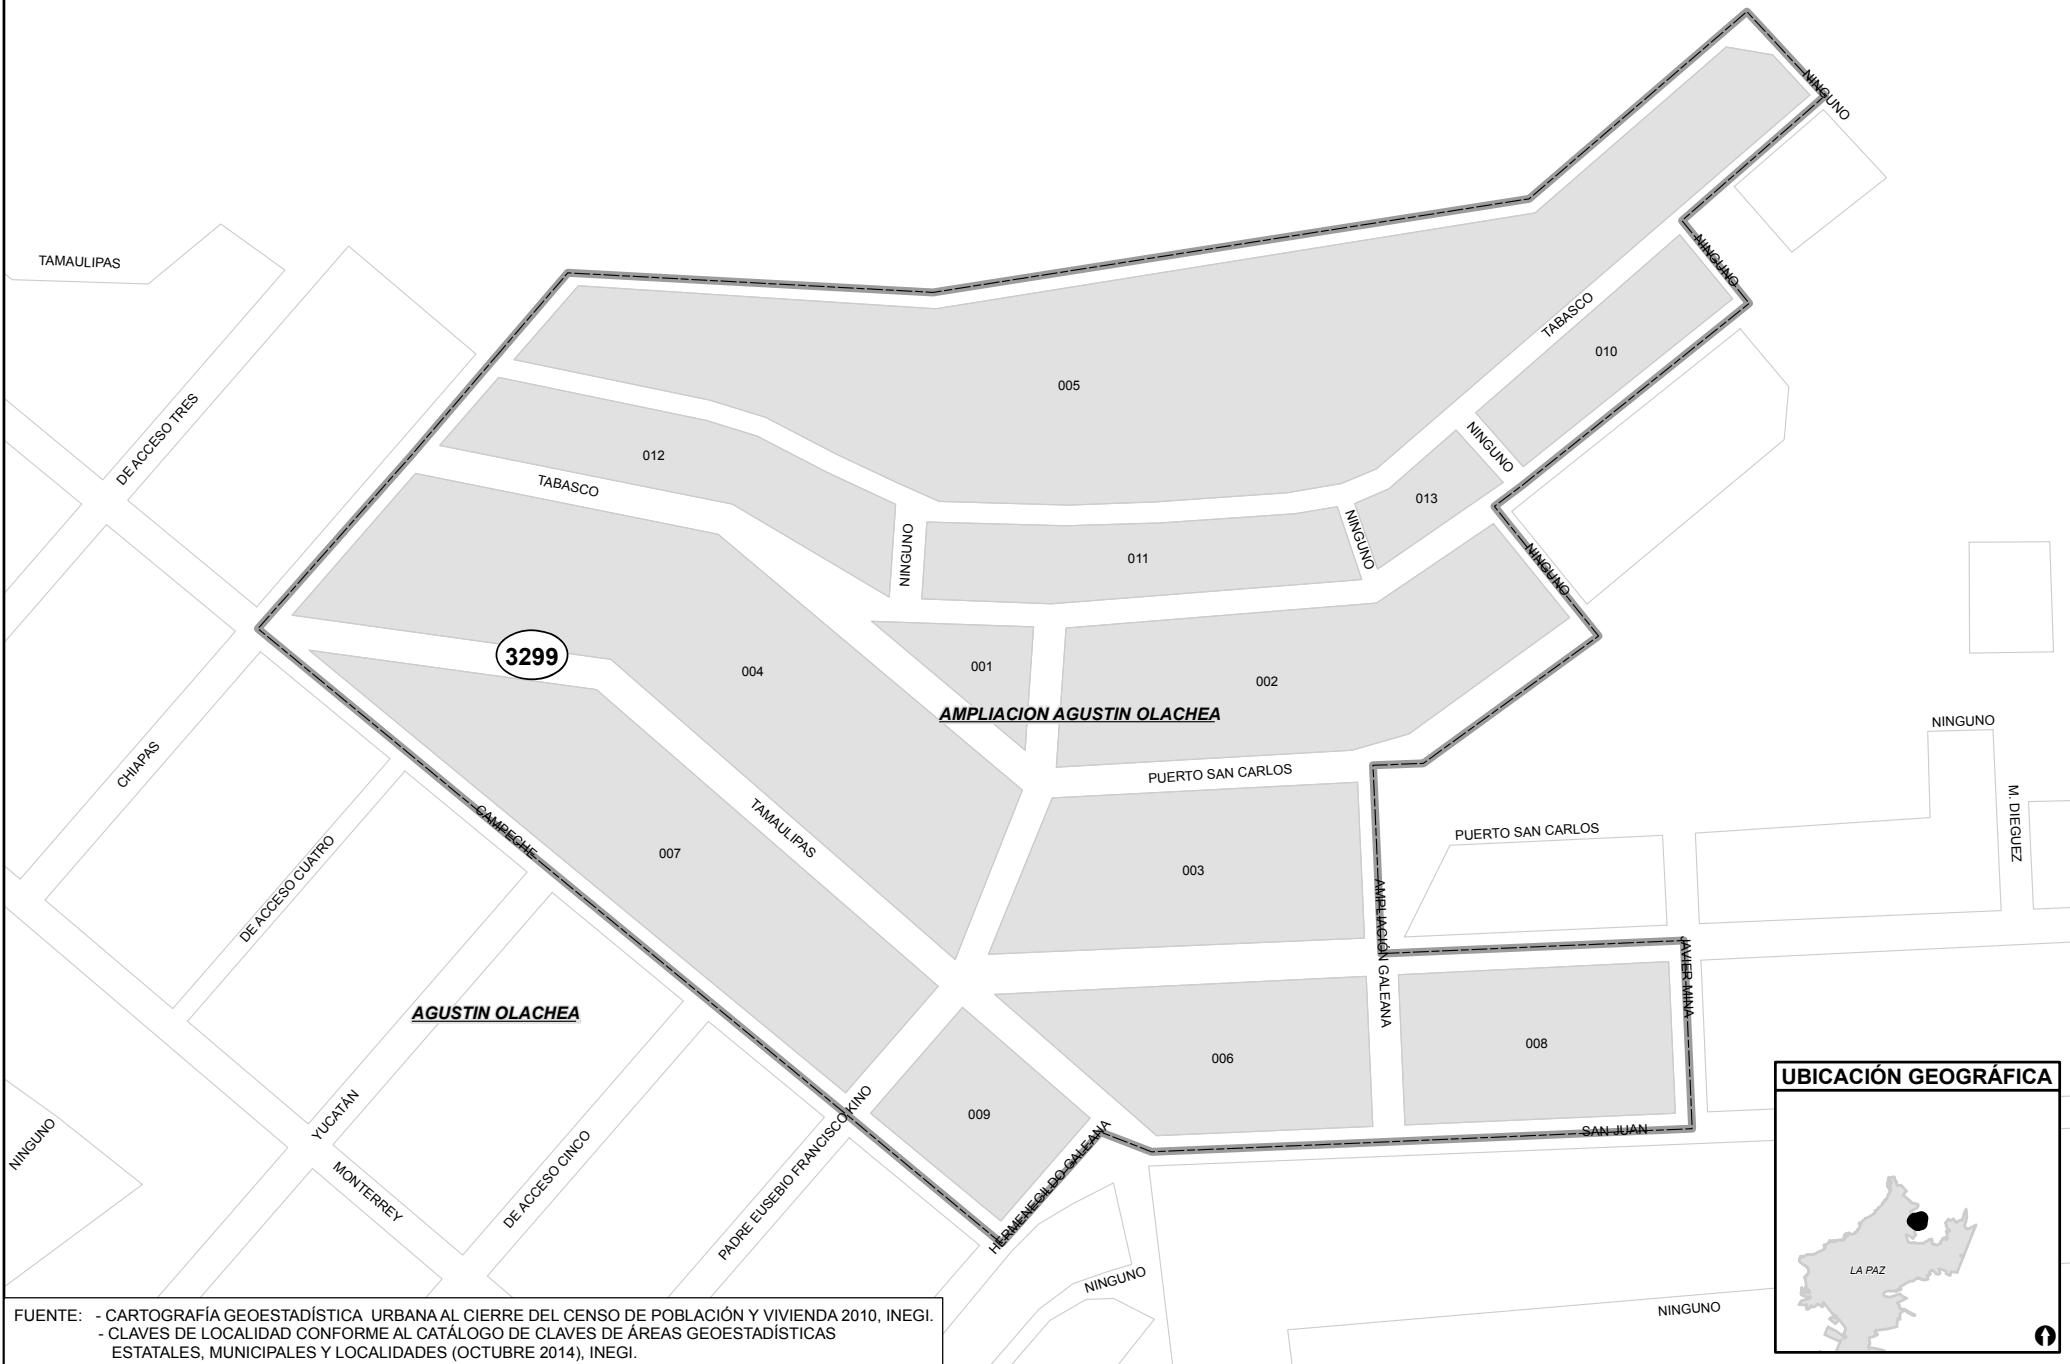 NINGUNO
TAMAULIPAS
NINGUNO
TABASCO
010
005
DE ACCESO TRES
012
NINGUNO
TABASCO
013
NINGUNO
NINGUNO
011
NINGUNO
3299
004
001
002
AMPLIACION AGUSTIN OLACHEA
NINGUNO
CHIAPAS
PUERTO SAN CARLOS
CAMPECHE
TAMAULIPAS
PUERTO SAN CARLOS
M. DIEGUEZ
007
003
DE ACCESO CUATRO
AMPLIACIÓN GALEANA
JAVIER MINA
AGUSTIN OLACHEA
006
008
UBICACIÓN GEOGRÁFICA
009
YUCATÁN
SAN JUAN
NINGUNO
PADRE EUSEBIO FRANCISCO KINO
HERMENEGILDO GALEANA
MONTERREY
DE ACCESO CINCO
LA PAZ
NINGUNO
NINGUNO
FUENTE: - CARTOGRAFÍA GEOESTADÍSTICA URBANA AL CIERRE DEL CENSO DE POBLACIÓN Y VIVIENDA 2010, INEGI.
- CLAVES DE LOCALIDAD CONFORME AL CATÁLOGO DE CLAVES DE ÁREAS GEOESTADÍSTICAS
ESTATALES, MUNICIPALES Y LOCALIDADES (OCTUBRE 2014), INEGI.